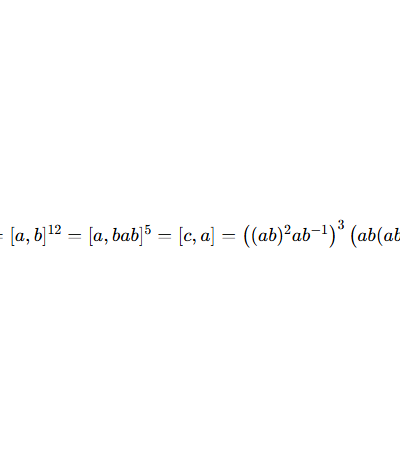 = [a, b]^{12} = [a, bab]^5 = [c, a] = ((ab)^2ab^{-1})^3 (ab(ab